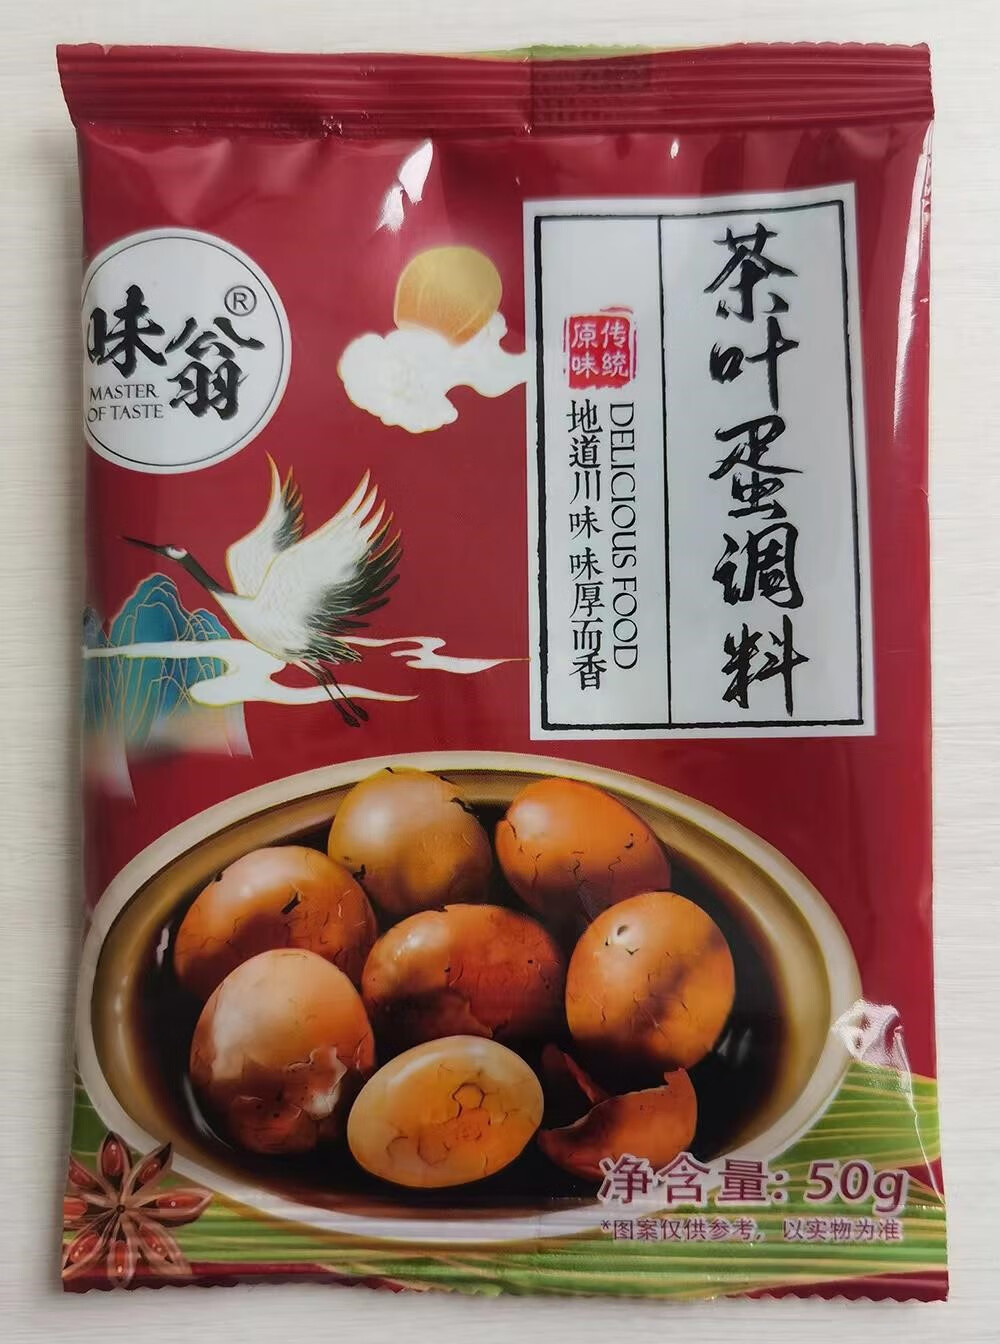 味翁®
MASTER
OF TASTE
茶叶蛋调料
传统
原味
DELICIOUS FOOD
地道川味 味厚而香
净含量: 50g
*图案仅供参考，以实物为准